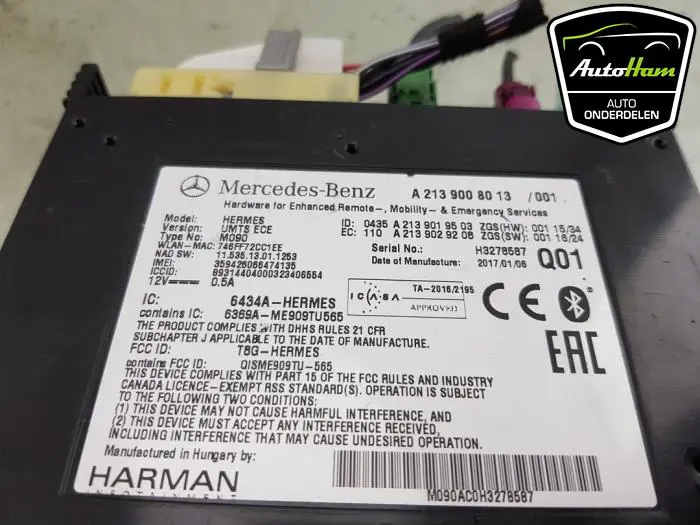 AutoHam
AUTO
ONDERDELEN
Mercedes-Benz A 213 900 80 13 /001
Hardware for Enhanced Remote-, Mobility- & Emergency Services
Model: HERMES ID: 0435 A 213 901 95 03 ZGS(HW): 001 15/34
Version: UMTS ECE EC: 110 A 213 902 92 08 ZGS(SW): 001 16/24
Type No: M090 Serial No.: H3278587
WLAN-MAC: 746FF72CC1EE Date of Manufacture: 2017/01/06 Q01
NAD SW: 11.535.13.01.1253
IMEI: 359426066474135
ICCID: 89314404000323406554
12V 0.5A
ICASA TA-2016/2195
APPROVED
CE
IC: 6434A-HERMES
contains IC: 6369A-ME909TU565
THE PRODUCT COMPLIES WITH DHHS RULES 21 CFR
SUBCHAPTER J APPLICABLE TO THE DATE OF MANUFACTURE.
FCC ID: T8G-HERMES
EAC
contains FCC ID: QISME909TU-565
THIS DEVICE COMPLIES WITH PART 15 OF THE FCC RULES AND INDUSTRY
CANADA LICENCE-EXEMPT RSS STANDARD(S). OPERATION IS SUBJECT
TO THE FOLLOWING TWO CONDITIONS:
(1) THIS DEVICE MAY NOT CAUSE HARMFUL INTERFERENCE, AND
(2) THIS DEVICE MUST ACCEPT ANY INTERFERENCE RECEIVED,
INCLUDING INTERFERENCE THAT MAY CAUSE UNDESIRED OPERATION.
Manufactured in Hungary by:
HARMAN
INFOTAINMENT
M090AC0H3278587